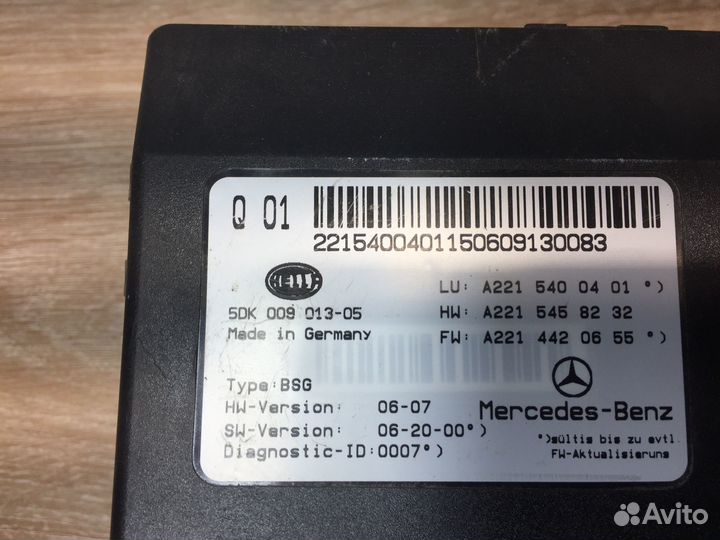 Q 01
2215400401150609130083
HELLA
LU: A221 540 04 01 °)
5DK 009 013-05
HW: A221 545 82 32
Made in Germany
FW: A221 442 06 55 °)
Type:BSG
HW-Version: 06-07
Mercedes-Benz
SW-Version: 06-20-00°)
°)gültig bis zu evtl.
Diagnostic-ID:0007°)
FW-Aktualisierung
Avito